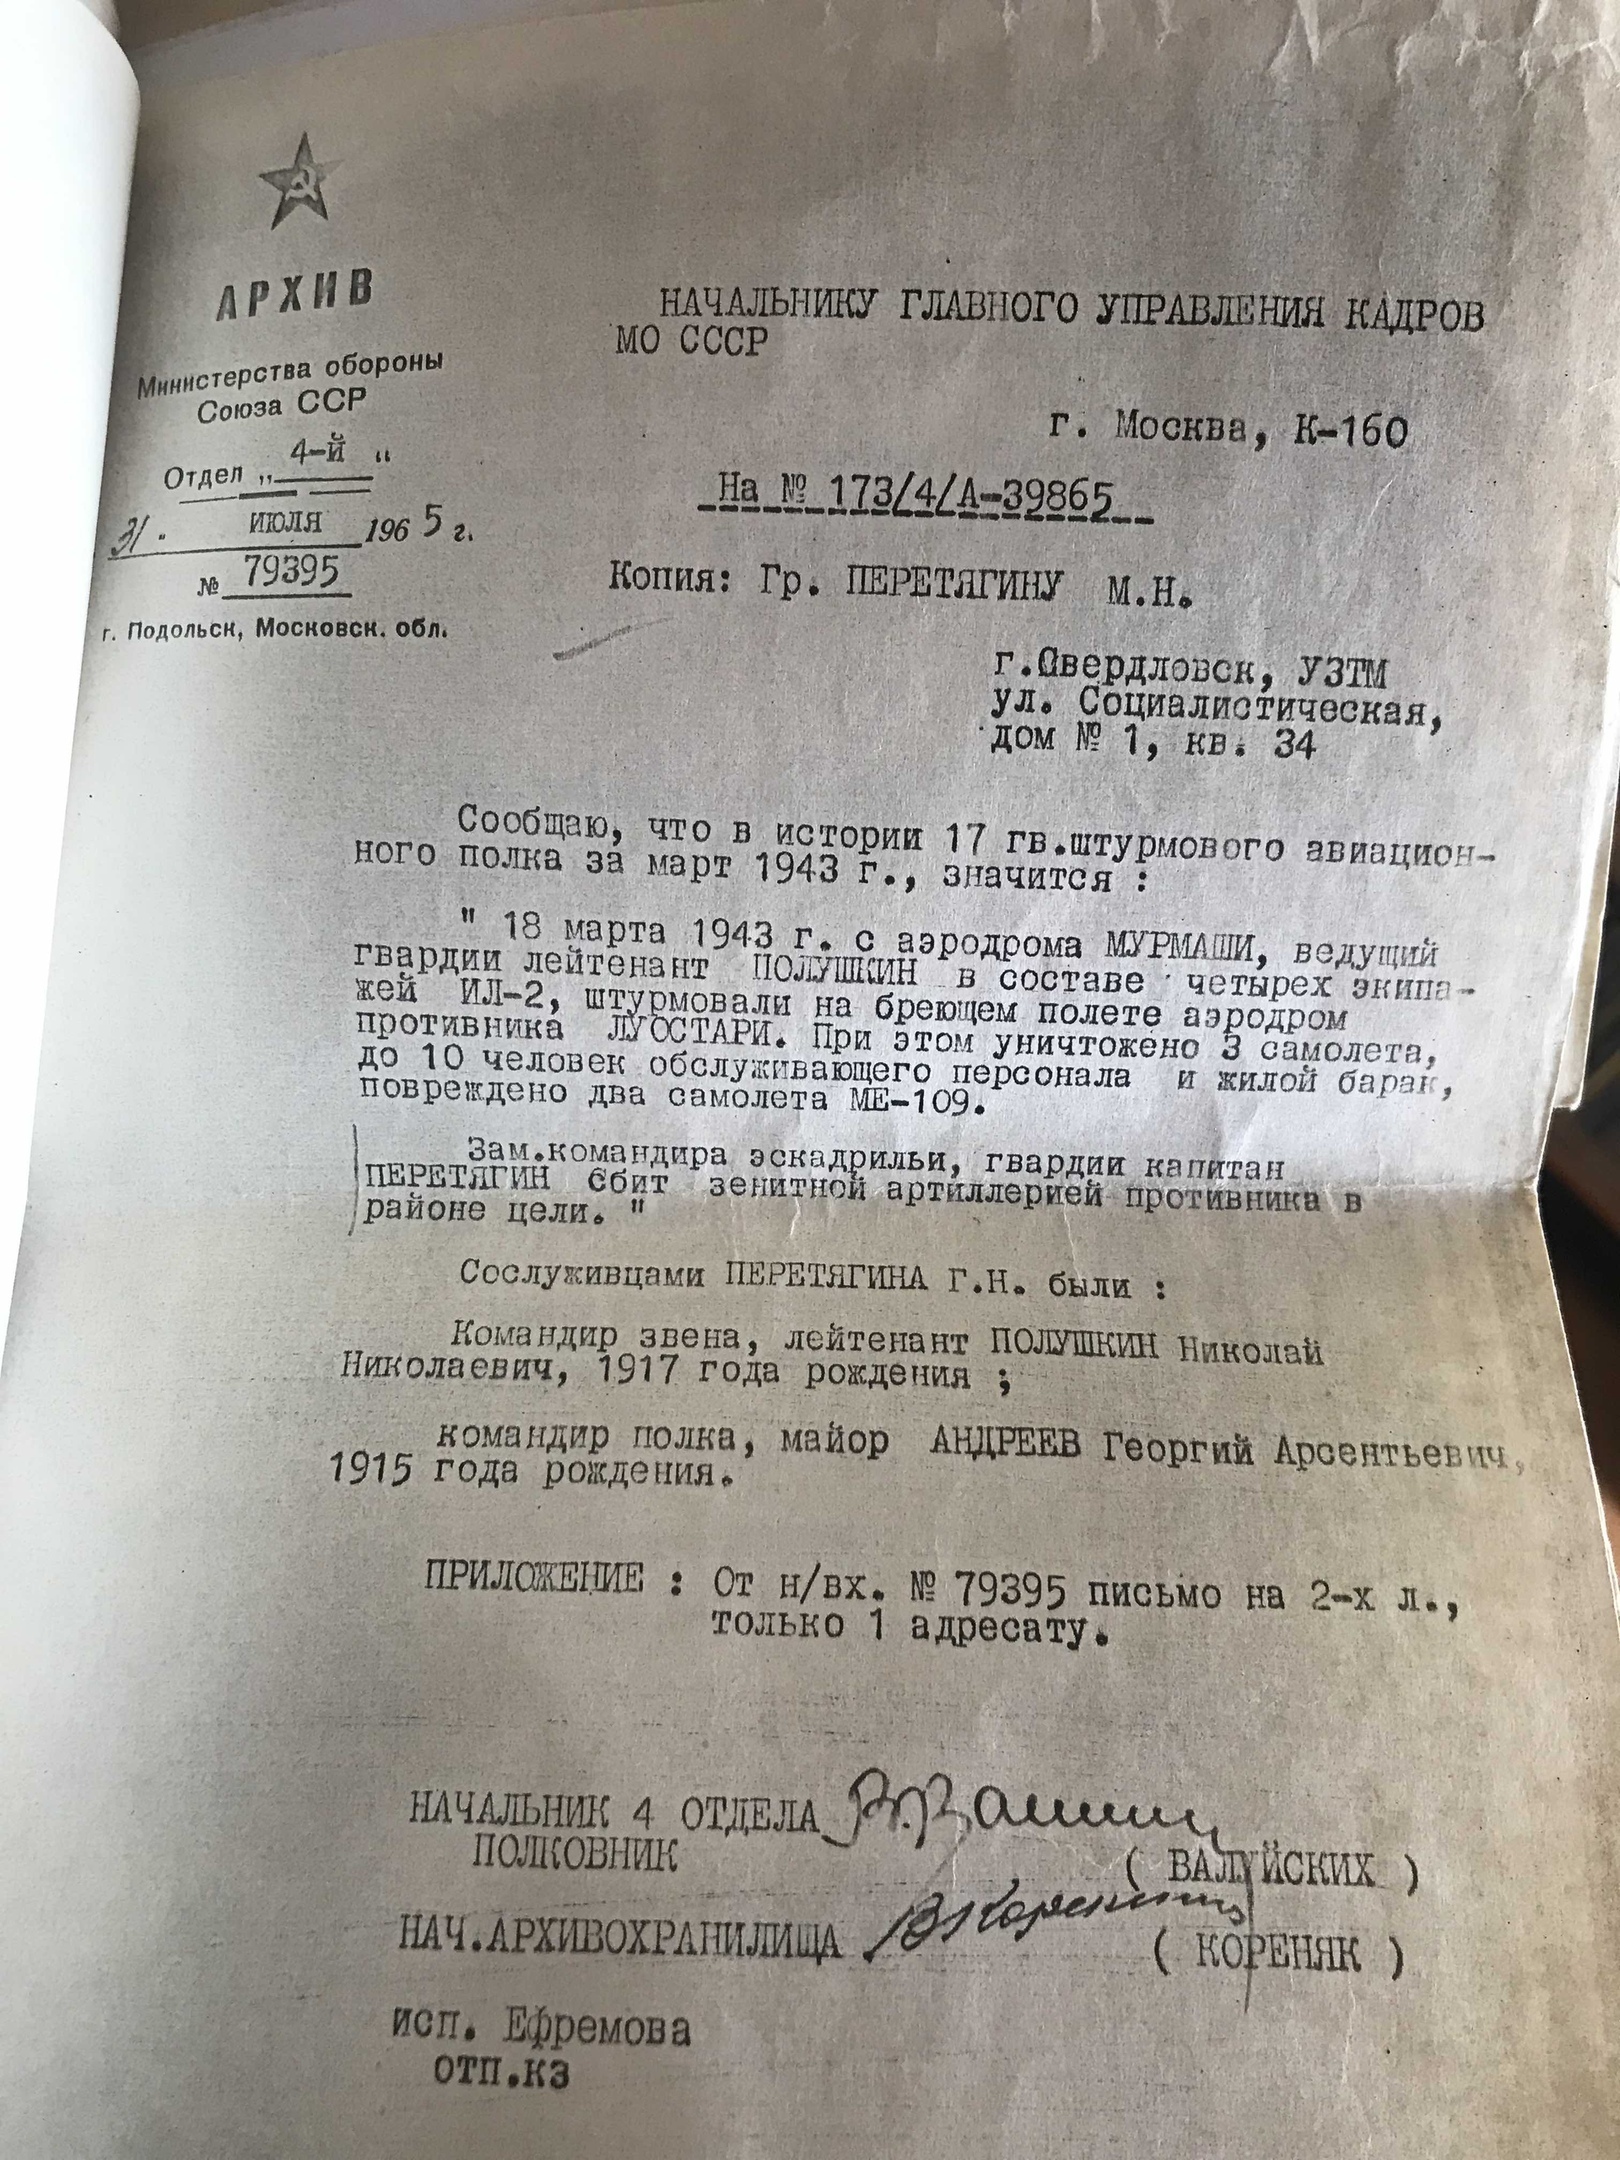 АРХИВ
Министерства обороны
Союза ССР
Отдел „ 4-й “
31. июля 1965 г.
№ 79395
г. Подольск, Московск. обл.
НАЧАЛЬНИКУ ГЛАВНОГО УПРАВЛЕНИЯ КАДРОВ
МО СССР
г. Москва, К-160
На № 173/4/А-39865
Копия: Гр. ПЕРЕТЯГИНУ М.Н.
г.Свердловск, УЗТМ
ул. Социалистическая,
дом № 1, кв. 34
Сообщаю, что в истории 17 гв.штурмового авиацион-
ного полка за март 1943 г., значится :
" 18 марта 1943 г. с аэродрома МУРМАШИ, ведущий
гвардии лейтенант ПОЛУШКИН в составе четырех экипа-
жей ИЛ-2, штурмовали на бреющем полете аэродром
противника ЛУОСТАРИ. При этом уничтожено 3 самолета,
до 10 человек обслуживающего персонала и жилой барак,
повреждено два самолета МЕ-109.
Зам.командира эскадрильи, гвардии капитан
ПЕРЕТЯГИН сбит зенитной артиллерией противника в
районе цели. "
Сослуживцами ПЕРЕТЯГИНА Г.Н. были :
Командир звена, лейтенант ПОЛУШКИН Николай
Николаевич, 1917 года рождения ;
командир полка, майор АНДРЕЕВ Георгий Арсентьевич,
1915 года рождения.
ПРИЛОЖЕНИЕ : От н/вх. № 79395 письмо на 2-х л.,
только 1 адресату.
НАЧАЛЬНИК 4 ОТДЕЛА
ПОЛКОВНИК
( ВАЛУЙСКИХ )
НАЧ.АРХИВОХРАНИЛИЩА
( КОРЕНЯК )
исп. Ефремова
отп.кз